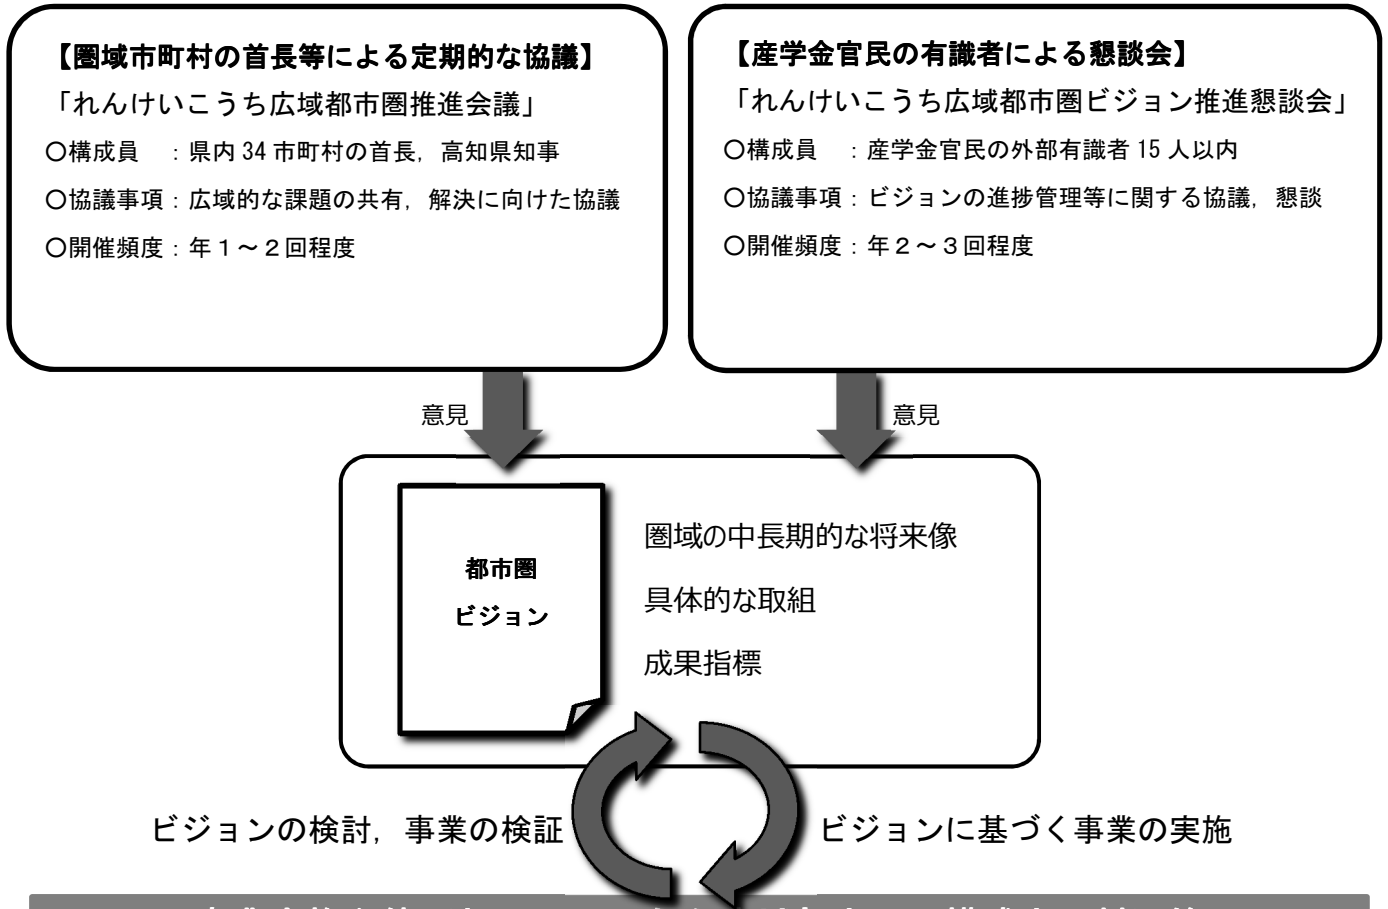 【圏域市町村の首長等による定期的な協議】
「れんけいこうち広域都市圏推進会議」
〇構成員　：県内 34 市町村の首長，高知県知事
〇協議事項：広域的な課題の共有，解決に向けた協議
〇開催頻度：年１～２回程度
【産学金官民の有識者による懇談会】
「れんけいこうち広域都市圏ビジョン推進懇談会」
〇構成員　：産学金官民の外部有識者 15 人以内
〇協議事項：ビジョンの進捗管理等に関する協議，懇談
〇開催頻度：年２～３回程度
意見
意見
都市圏
ビジョン
圏域の中長期的な将来像
具体的な取組
成果指標
ビジョンの検討，事業の検証
ビジョンに基づく事業の実施